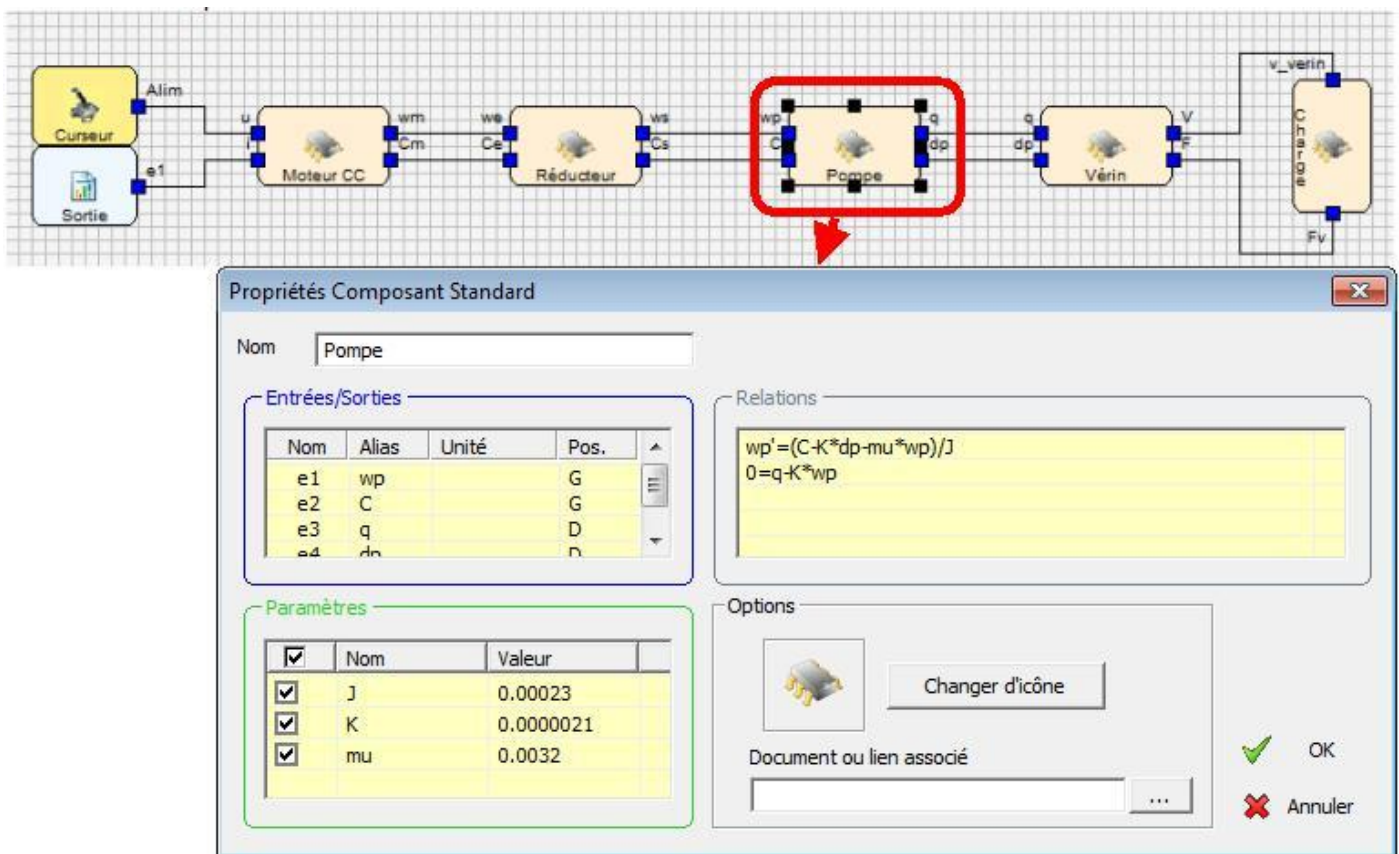 v_verin
Alim
u wm we ws wp q q V
Curseur i Cm Ce Cs C dp dp F
Charge
e1 Moteur CC Réducteur Pompe Vérin
Sortie
Fv
Propriétés Composant Standard
Nom Pompe
Entrées/Sorties
Nom Alias Unité Pos.
e1 wp G
e2 C G
e3 q D
e4 dp D
Relations
wp'=(C-K*dp-mu*wp)/J
0=q-K*wp
Paramètres
Nom Valeur
J 0.00023
K 0.0000021
mu 0.0032
Options
Changer d'icône
Document ou lien associé
...
OK
Annuler